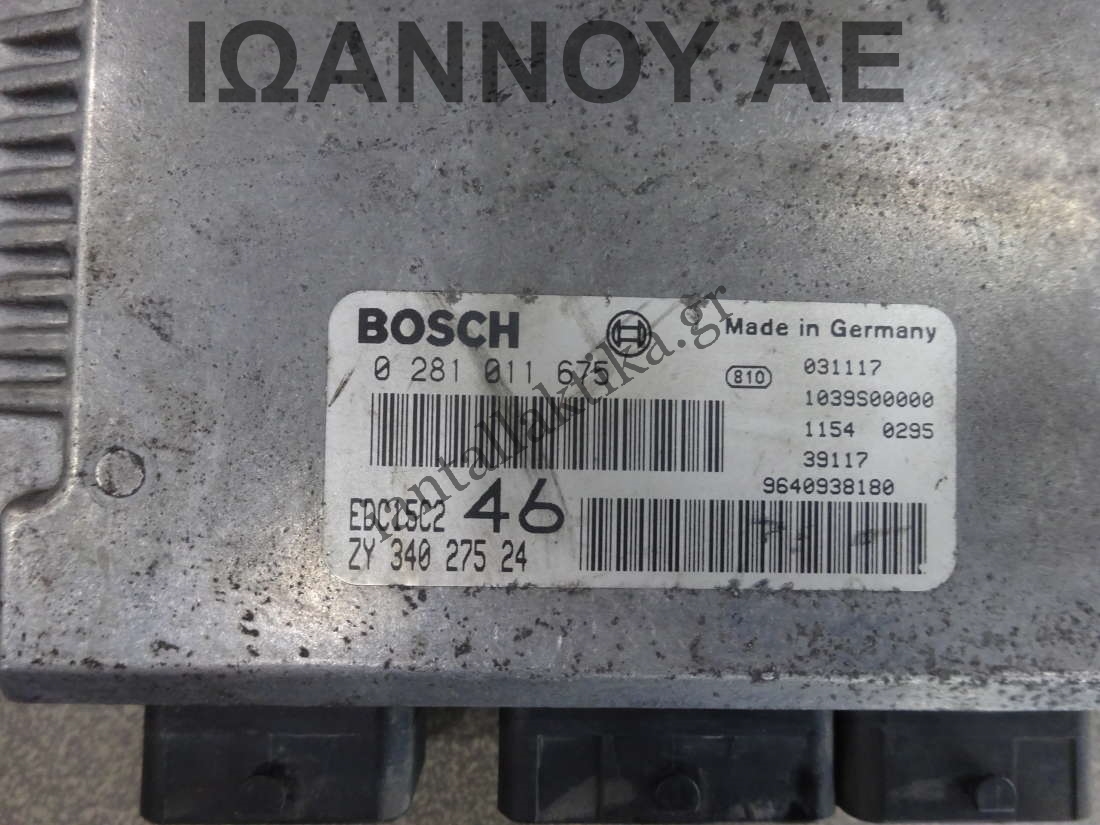 ΙΩΑΝΝΟΥ ΑΕ
BOSCH
Made in Germany
0 281 011 675
810
031117
1039S00000
1154 0295
39117
9640938180
EDC15C2 46
ZY 340 275 24
antallaktika.gr